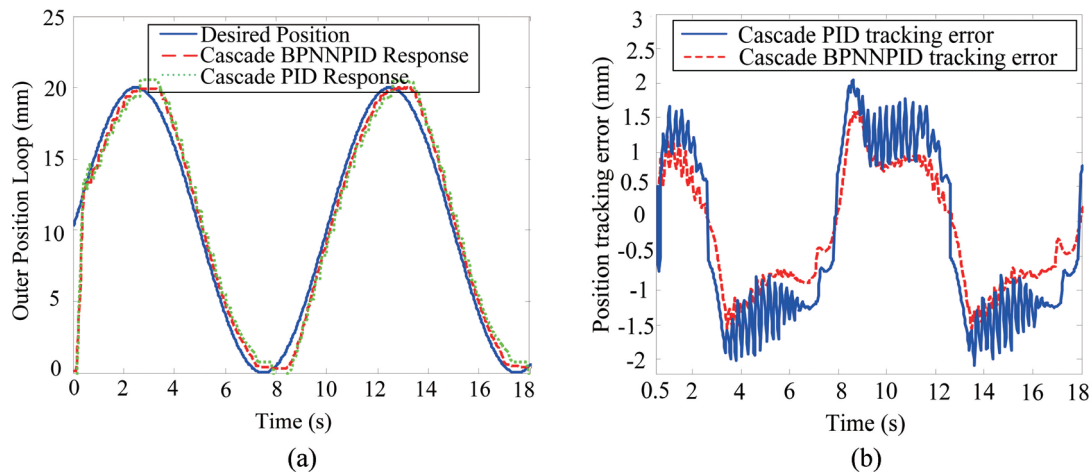 25
20
15
10
5
0
Outer Position Loop (mm)
Desired Position
Cascade BPNNPID Response
Cascade PID Response
0 2 4 6 8 10 12 14 16 18
Time (s)
(a)
3
2
1
2
1
0.5
0
-0.5
-1
-1.5
-2
Position tracking error (mm)
Cascade PID tracking error
Cascade BPNNPID tracking error
0.5 2 4 6 8 10 12 14 16 18
Time (s)
(b)